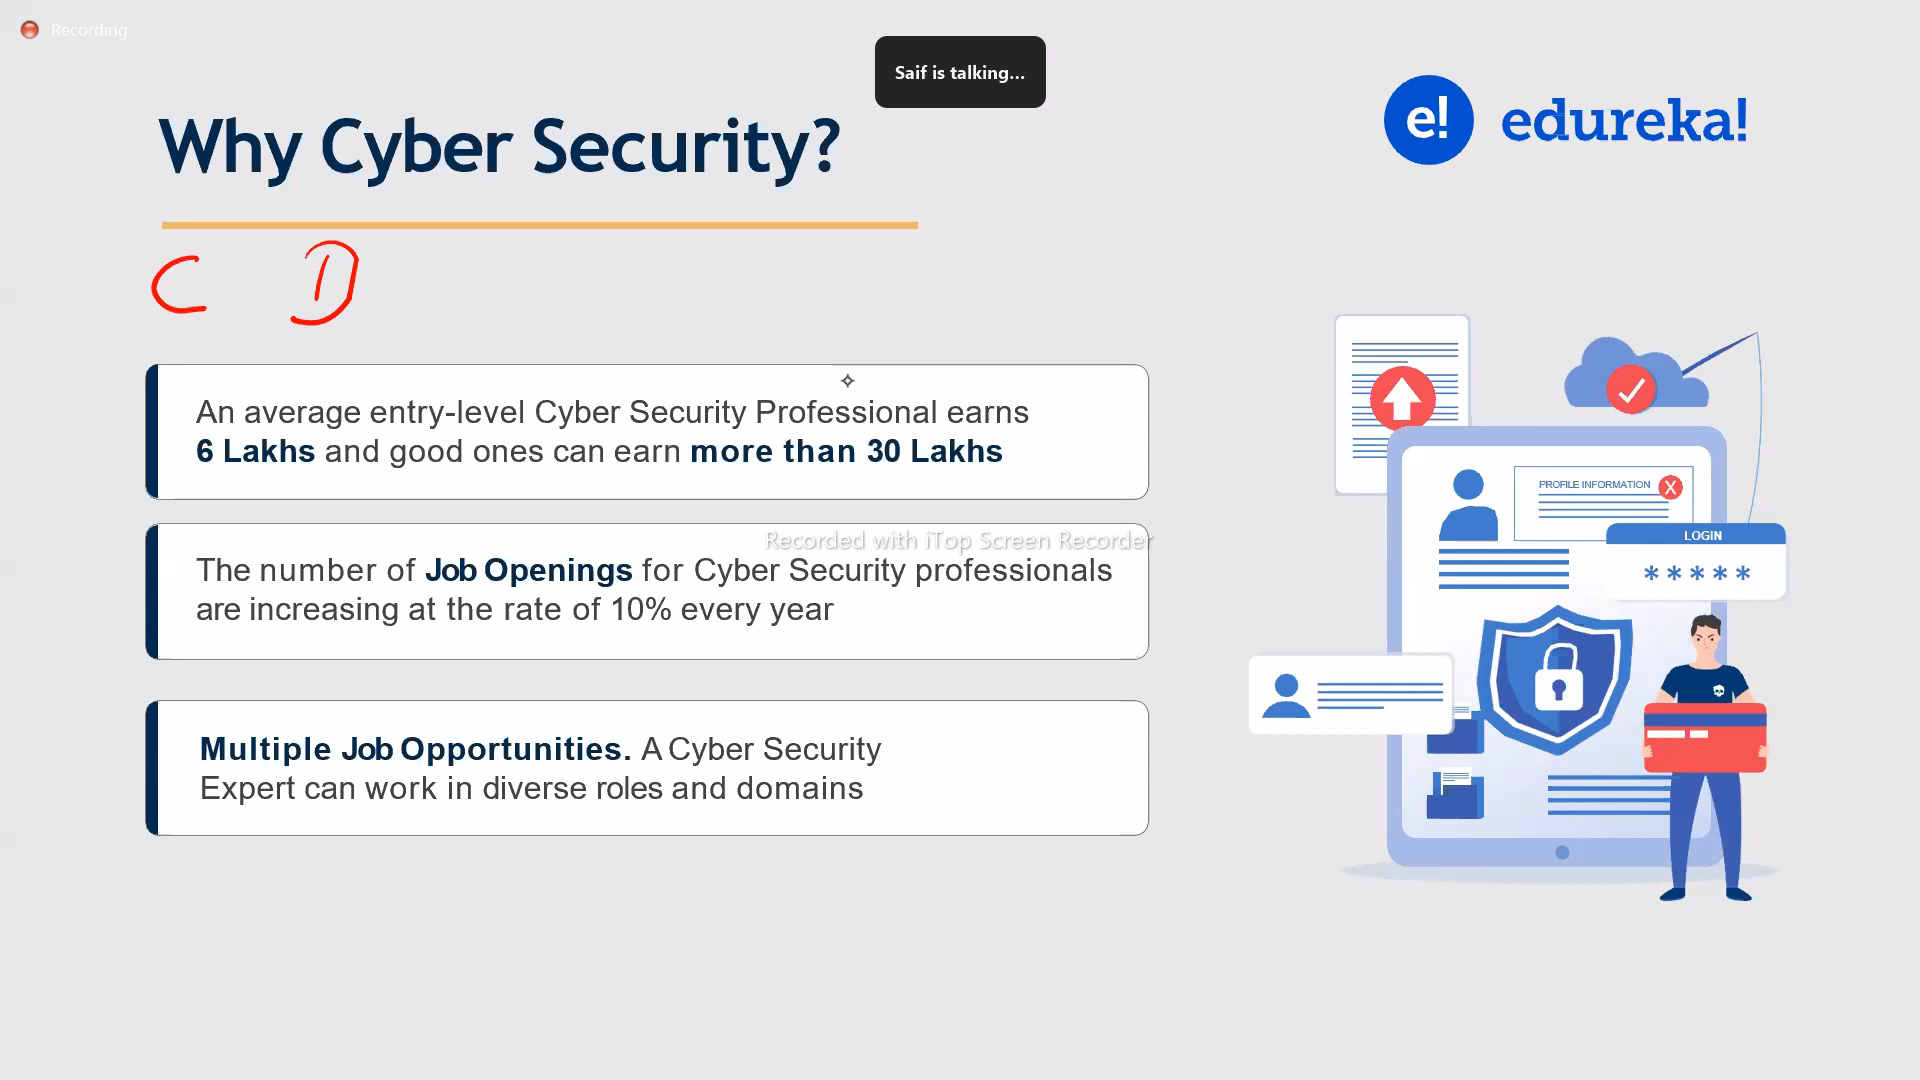 Recording
Saif is talking...
Why Cyber Security?
e! edureka!
C D
An average entry-level Cyber Security Professional earns
6 Lakhs and good ones can earn more than 30 Lakhs
Recorded with iTop Screen Recorder
The number of Job Openings for Cyber Security professionals
are increasing at the rate of 10% every year
Multiple Job Opportunities. A Cyber Security
Expert can work in diverse roles and domains
PROFILE INFORMATION X
LOGIN
*****